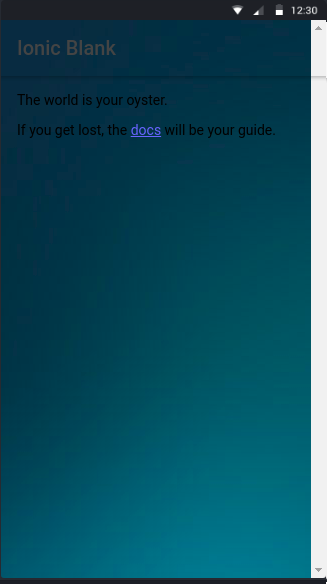 12:30
Ionic Blank
The world is your oyster.
If you get lost, the docs will be your guide.